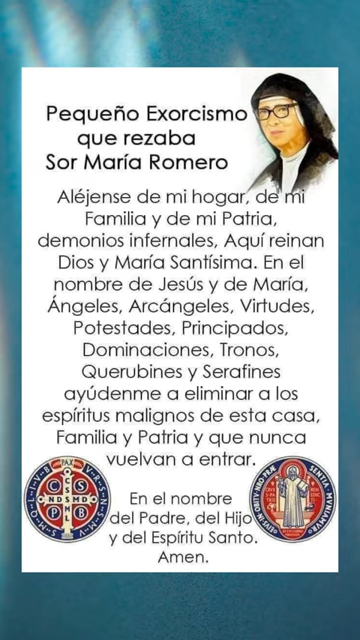 Pequeño Exorcismo
que rezaba
Sor María Romero
Aléjense de mi hogar, de mi
Familia y de mi Patria,
demonios infernales, Aquí reinan
Dios y María Santísima. En el
nombre de Jesús y de María,
Ángeles, Arcángeles, Virtudes,
Potestades, Principados,
Dominaciones, Tronos,
Querubines y Serafines
ayúdenme a eliminar a los
espíritus malignos de esta casa,
Familia y Patria y que nunca
vuelvan a entrar.
En el nombre
del Padre, del Hijo
y del Espíritu Santo.
Amen.
PAX
C S
N D S M D
P B